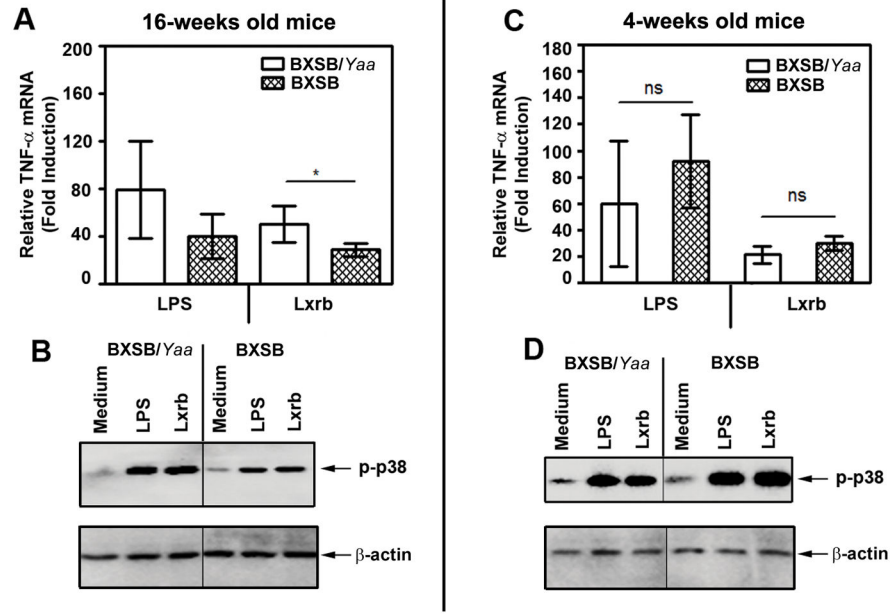 A
16-weeks old mice
Relative TNF-α mRNA
(Fold Induction)
200
160
120
80
40
0
BXSB/Yaa
BXSB
*
LPS
Lxrb
B
BXSB/Yaa
BXSB
Medium
LPS
Lxrb
Medium
LPS
Lxrb
p-p38
β-actin
C
4-weeks old mice
Relative TNF-α mRNA
(Fold Induction)
180
160
140
120
100
80
60
40
20
0
BXSB/Yaa
BXSB
ns
ns
LPS
Lxrb
D
BXSB/Yaa
BXSB
Medium
LPS
Lxrb
Medium
LPS
Lxrb
p-p38
β-actin